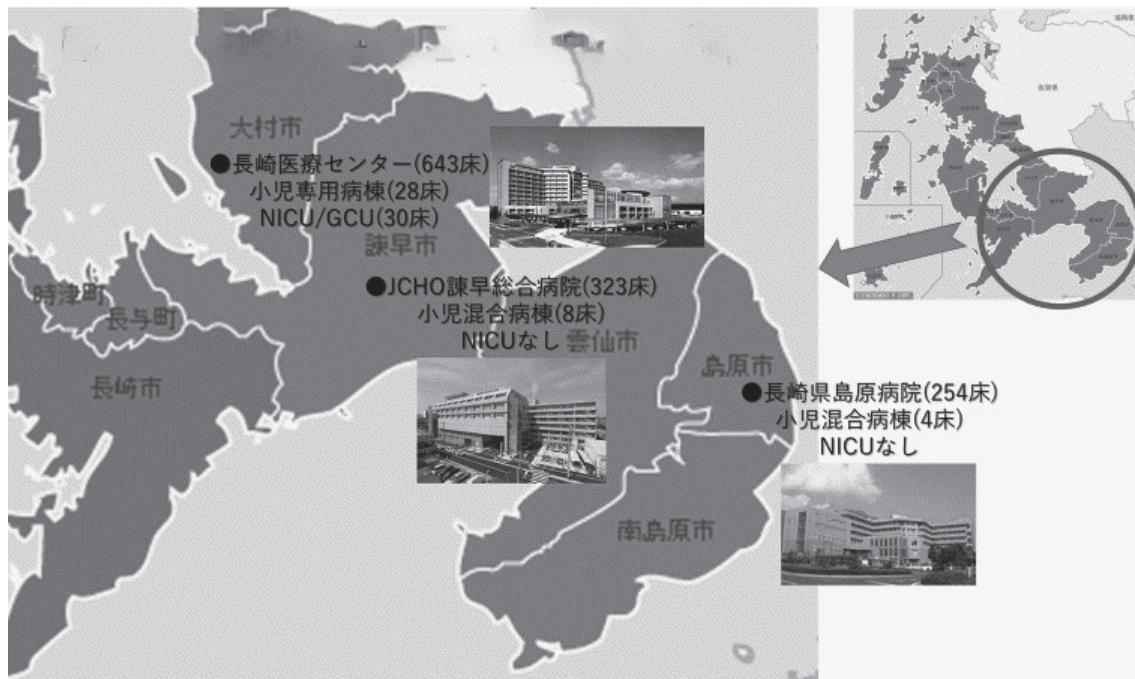 大村市
●長崎医療センター(643床)
小児専用病棟(28床)
NICU/GCU(30床)
諫早市
●JCHO諫早総合病院(323床)
小児混合病棟(8床)
NICUなし
雲仙市
時津町
長与町
長崎市
島原市
●長崎県島原病院(254床)
小児混合病棟(4床)
NICUなし
南島原市
佐賀県